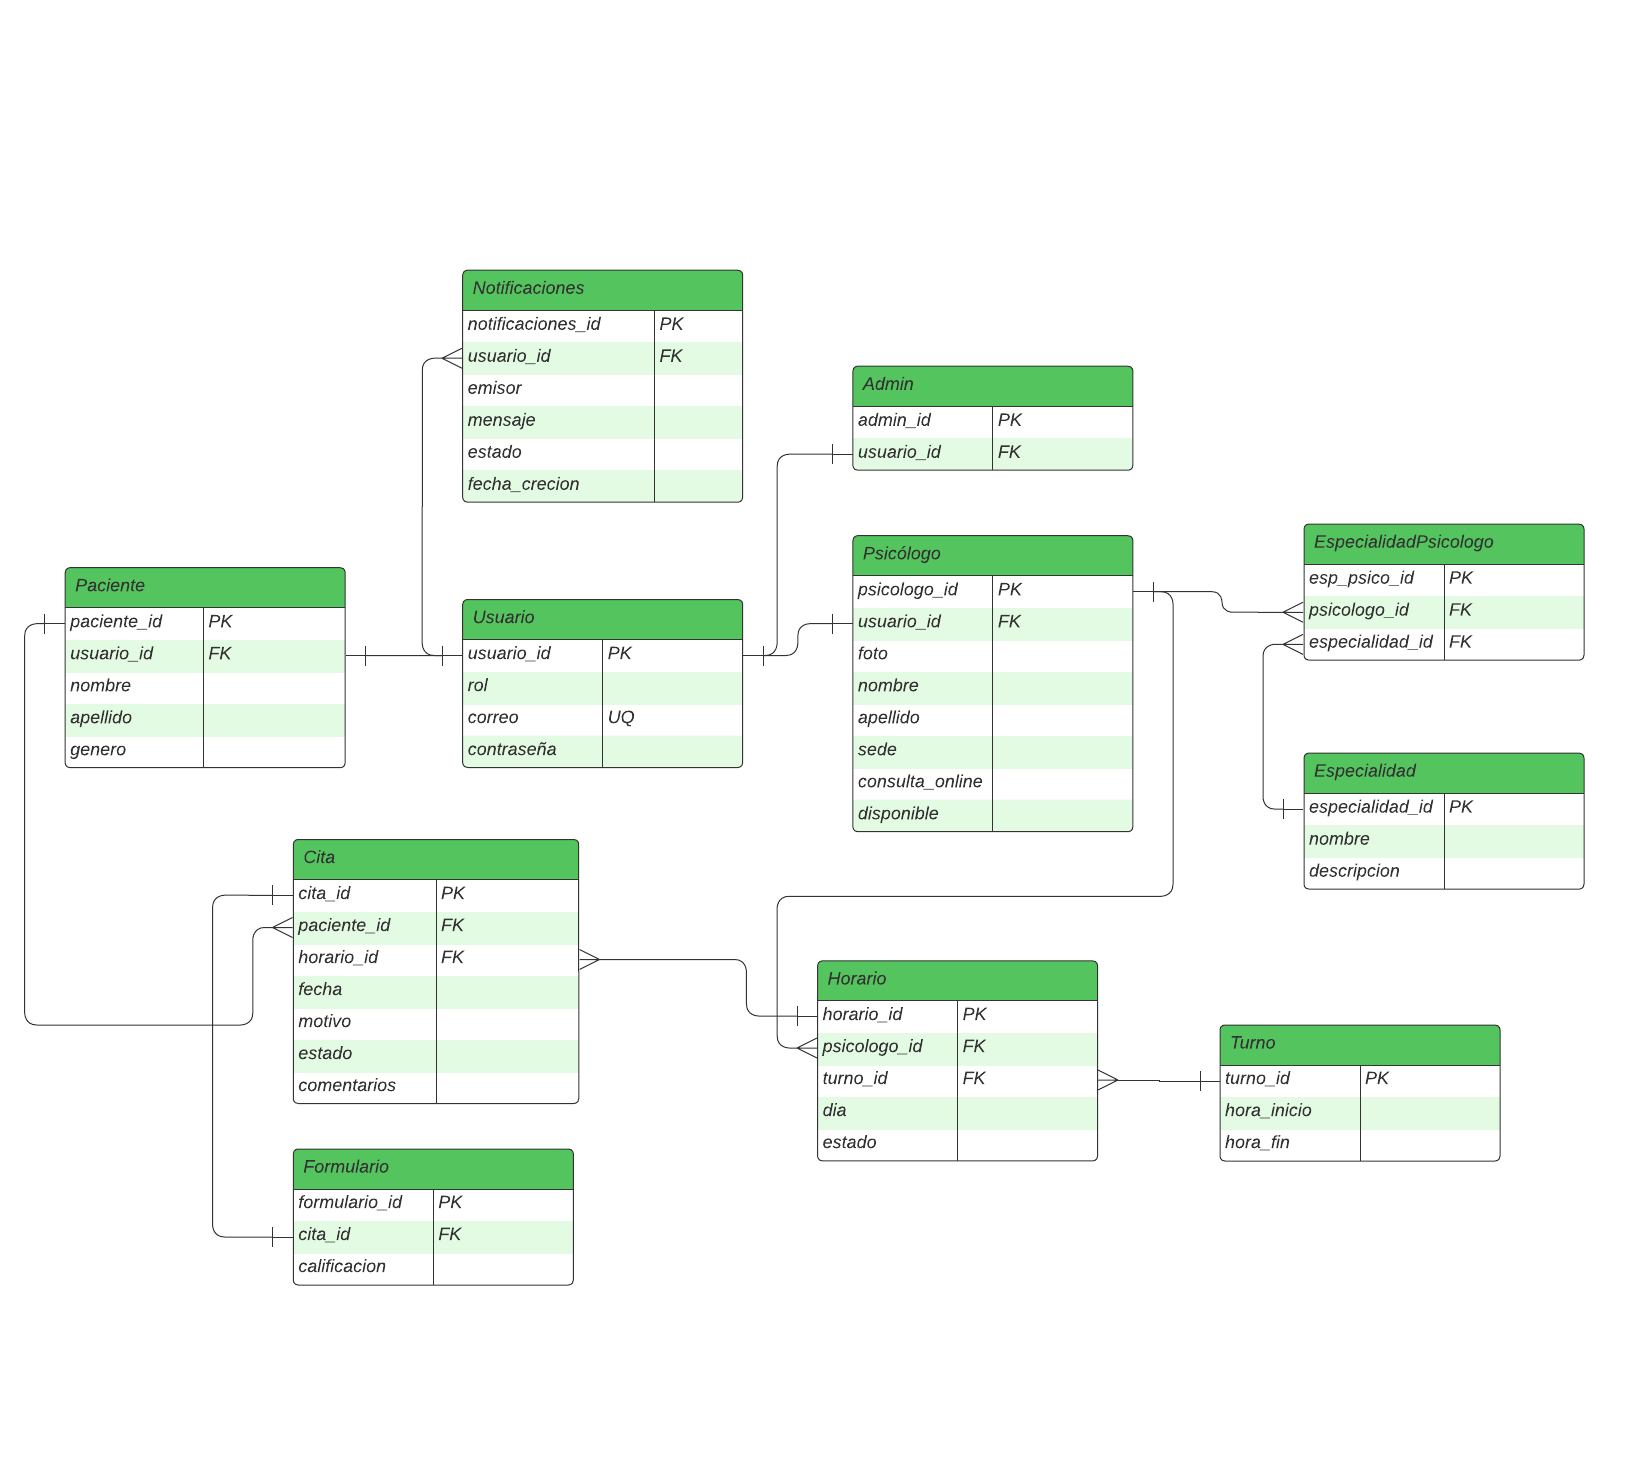 Notificaciones
notificaciones_id PK
usuario_id FK
emisor
mensaje
estado
fecha_crecion
Admin
admin_id PK
usuario_id FK
Paciente
paciente_id PK
usuario_id FK
nombre
apellido
genero
Usuario
usuario_id PK
rol
correo UQ
contraseña
Psicólogo
psicologo_id PK
usuario_id FK
foto
nombre
apellido
sede
consulta_online
disponible
EspecialidadPsicologo
esp_psico_id PK
psicologo_id FK
especialidad_id FK
Especialidad
especialidad_id PK
nombre
descripcion
Cita
cita_id PK
paciente_id FK
horario_id FK
fecha
motivo
estado
comentarios
Horario
horario_id PK
psicologo_id FK
turno_id FK
dia
estado
Turno
turno_id PK
hora_inicio
hora_fin
Formulario
formulario_id PK
cita_id FK
calificacion